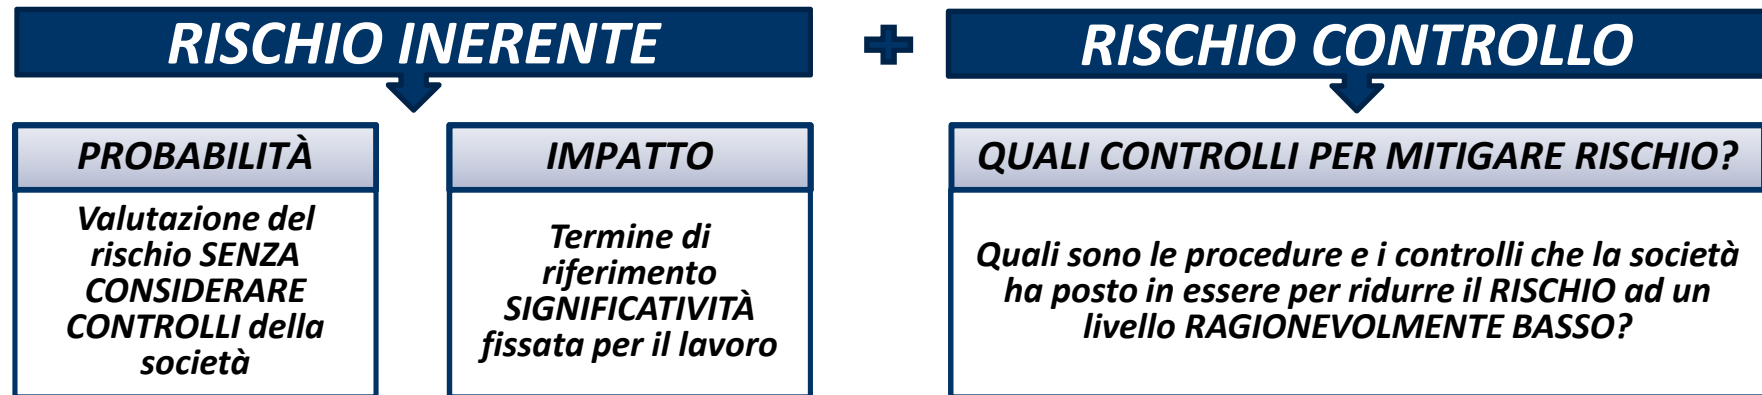 RISCHIO INERENTE
RISCHIO CONTROLLO
PROBABILITÀ
Valutazione del
rischio SENZA
CONSIDERARE
CONTROLLI della
società
IMPATTO
Termine di
riferimento
SIGNIFICATIVITÀ
fissata per il lavoro
QUALI CONTROLLI PER MITIGARE RISCHIO?
Quali sono le procedure e i controlli che la società
ha posto in essere per ridurre il RISCHIO ad un
livello RAGIONEVOLMENTE BASSO?